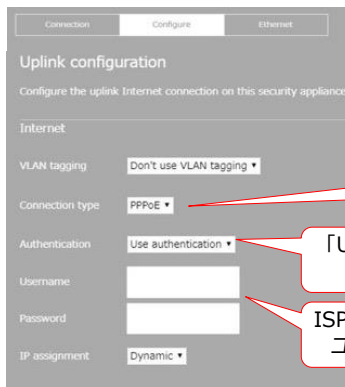 Connection Configure Ethernet
Uplink configuration
Configure the uplink Internet connection on this security appliance
Internet
VLAN tagging Don't use VLAN tagging
Connection type PPPoE
「U
Authentication Use authentication
Username
ISP
Password
コ
IP assignment Dynamic